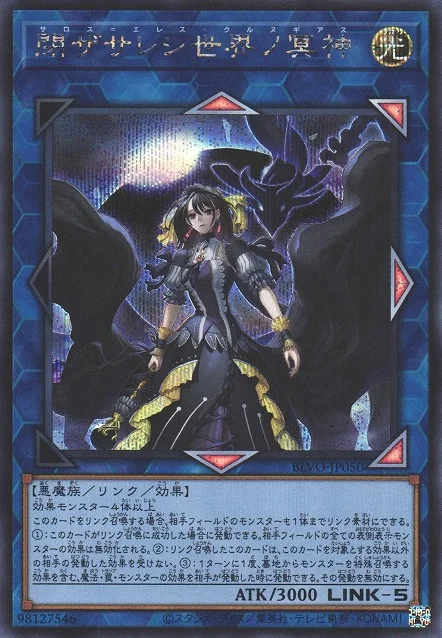 サロス=エレス・クルヌギアス
閉ザサレシ世界ノ冥神
光
BLVO-JP050
【悪魔族/リンク/効果】
効果モンスター4体以上
このカードをリンク召喚する場合、相手フィールドのモンスターも1体までリンク素材にできる。
①:このカードがリンク召喚に成功した場合に発動できる。相手フィールドの全ての表側表示モン
スターの効果は無効化される。②:リンク召喚したこのカードは、このカードを対象とする効果以外
の相手の発動した効果を受けない。③:1ターンに1度、墓地からモンスターを特殊召喚する
効果を含む、魔法・罠・モンスターの効果を相手が発動した時に発動できる。その発動を無効にする。
ATK/3000 LINK-5
98127546
©スタジオ・ダイス/集英社・テレビ東京・KONAMI